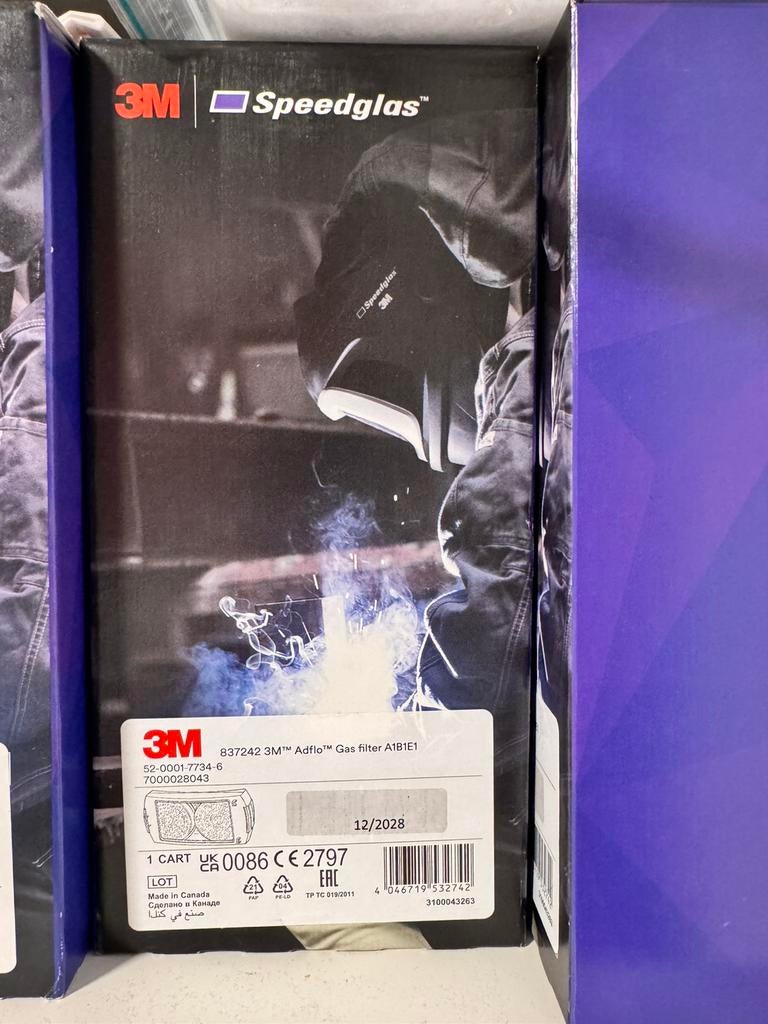 3M Speedglas™
Speedglas
3M
3M 837242 3M™ Adflo™ Gas filter A1B1E1
52-0001-7734-6
7000028043
12/2028
1 CART UKCA 0086 CE 2797
LOT
21 04 EAC
PAP PE-LD TP TC 019/2011
Made in Canada
Сделано в Канаде
صنع في كندا
4 046719 532742
3100043263